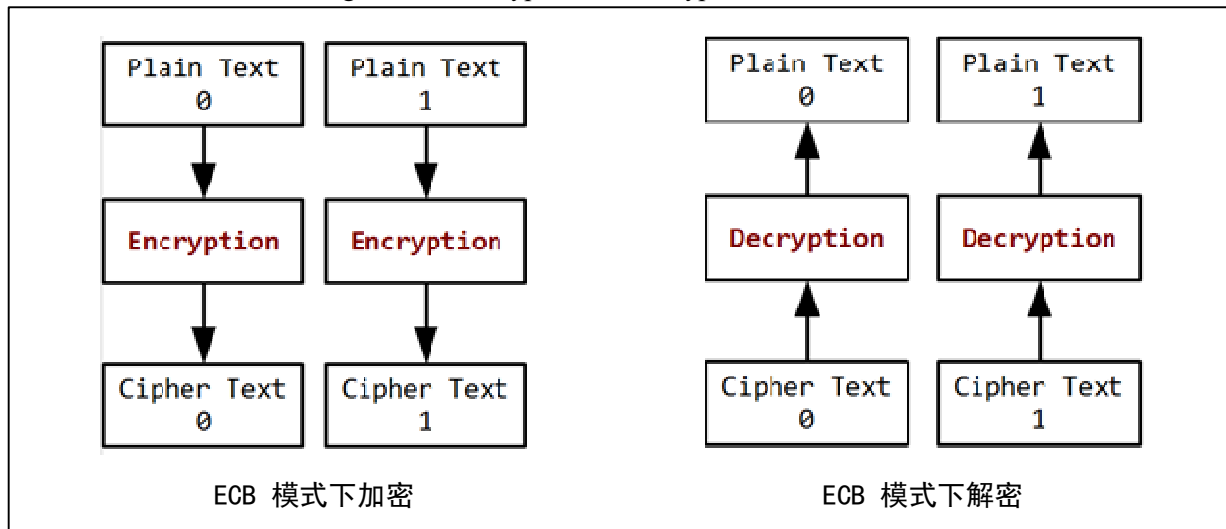 Plain Text
0
Plain Text
1
Encryption
Encryption
Cipher Text
0
Cipher Text
1
ECB 模式下加密
Plain Text
0
Plain Text
1
Decryption
Decryption
Cipher Text
0
Cipher Text
1
ECB 模式下解密